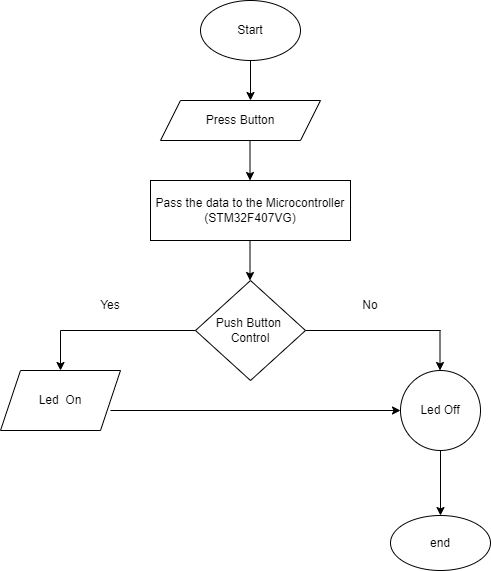 Start
Press Button
Pass the data to the Microcontroller
(STM32F407VG)
Push Button
Control
Yes
No
Led On
Led Off
end